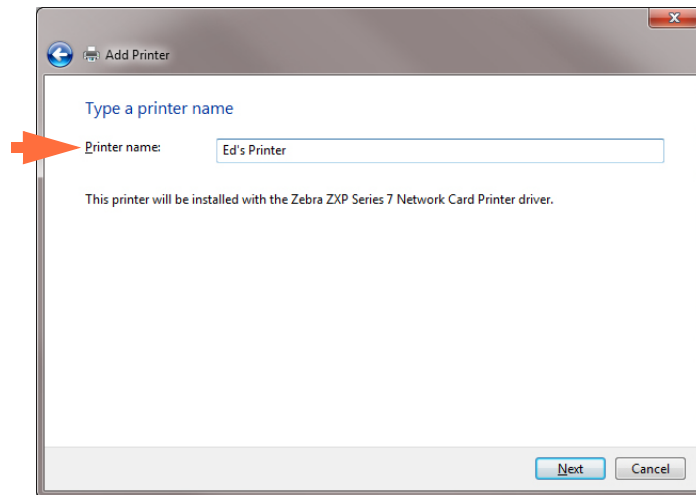 Add Printer
Type a printer name
Printer name: Ed's Printer
This printer will be installed with the Zebra ZXP Series 7 Network Card Printer driver.
Next Cancel